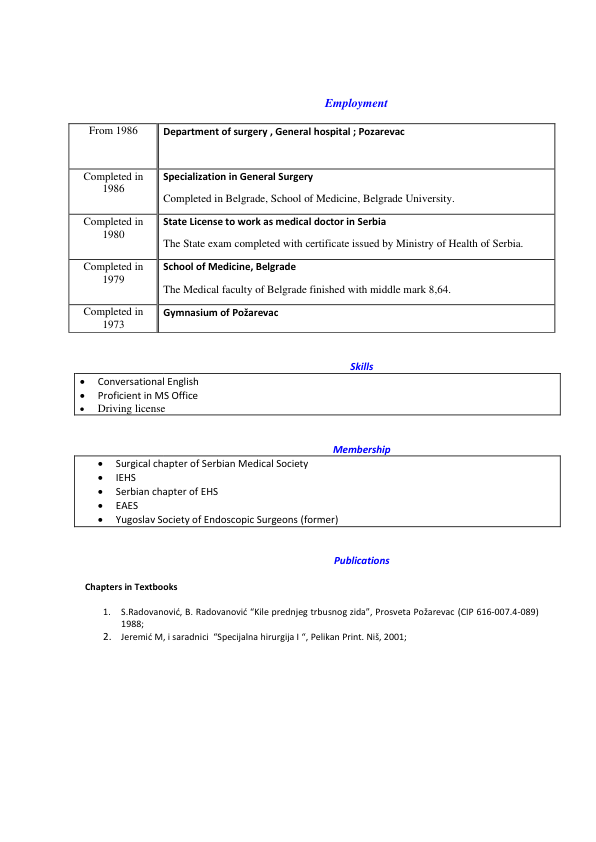 Employment
From 1986
Department of surgery , General hospital ; Pozarevac
Completed in
1986
Specialization in General Surgery
Completed in Belgrade, School of Medicine, Belgrade University.
Completed in
1980
State License to work as medical doctor in Serbia
The State exam completed with certificate issued by Ministry of Health of Serbia.
Completed in
1979
School of Medicine, Belgrade
The Medical faculty of Belgrade finished with middle mark 8,64.
Completed in
1973
Gymnasium of Požarevac
Skills
• Conversational English
• Proficient in MS Office
• Driving license
Membership
• Surgical chapter of Serbian Medical Society
• IEHS
• Serbian chapter of EHS
• EAES
• Yugoslav Society of Endoscopic Surgeons (former)
Publications
Chapters in Textbooks
1. S.Radovanović, B. Radovanović “Kile prednjeg trbusnog zida”, Prosveta Požarevac (CIP 616-007.4-089)
1988;
2. Jeremić M, i saradnici “Specijalna hirurgija I “, Pelikan Print. Niš, 2001;